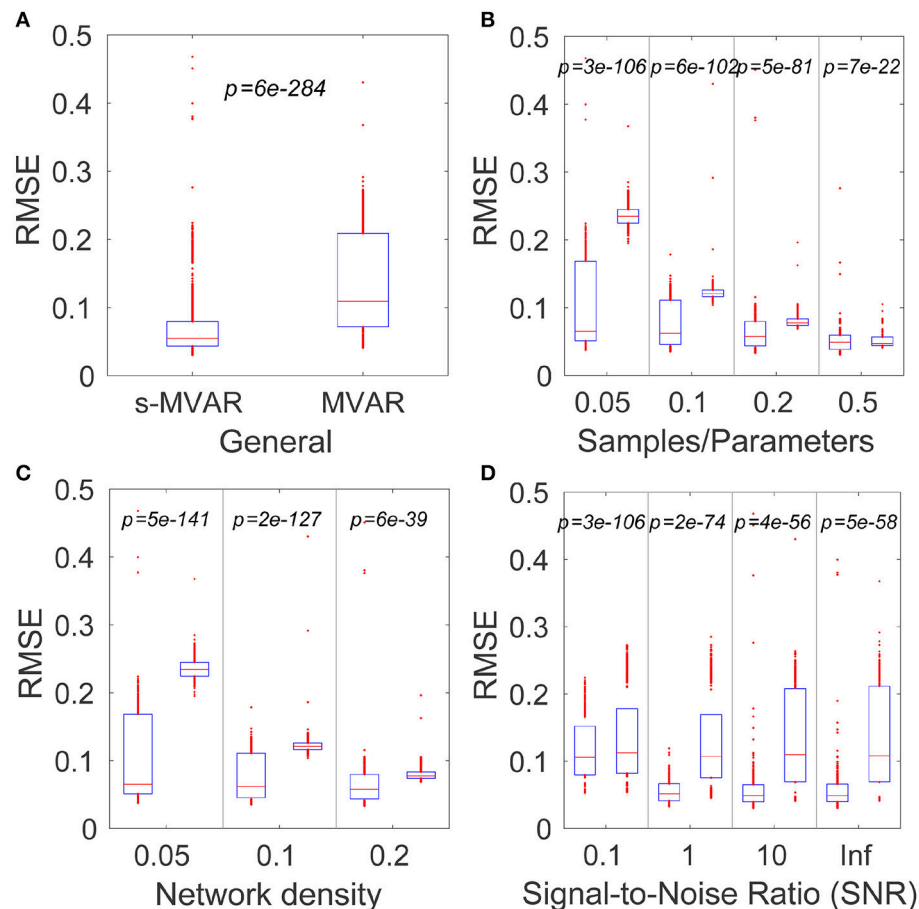 A
0.5
0.4
0.3
0.2
0.1
0
RMSE
p=6e-284
s-MVAR MVAR
General
B
0.5
0.4
0.3
0.2
0.1
0
RMSE
p=3e-106 p=6e-102 p=5e-81 p=7e-22
0.05 0.1 0.2 0.5
Samples/Parameters
C
0.5
0.4
0.3
0.2
0.1
0
RMSE
p=5e-141 p=2e-127 p=6e-39
0.05 0.1 0.2
Network density
D
0.5
0.4
0.3
0.2
0.1
0
RMSE
p=3e-106 p=2e-74 p=4e-56 p=5e-58
0.1 1 10 Inf
Signal-to-Noise Ratio (SNR)